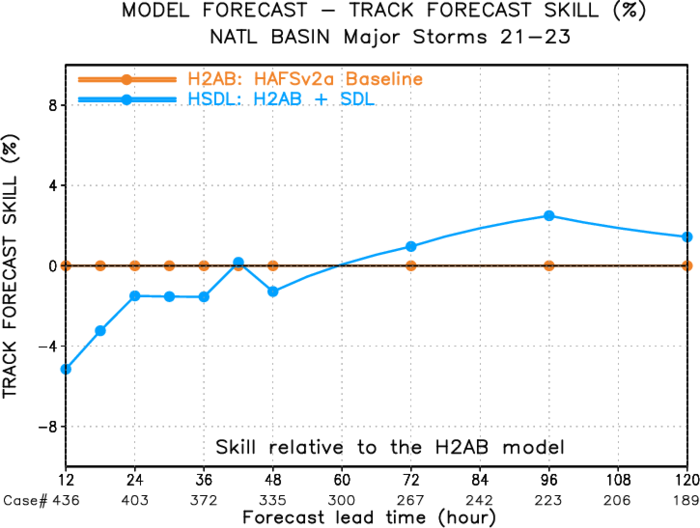 MODEL FORECAST − TRACK FORECAST SKILL (%)
NATL BASIN Major Storms 21−23
H2AB: HAFSv2a Baseline
HSDL: H2AB + SDL
TRACK FORECAST SKILL (%)
8
4
0
−4
−8
Skill relative to the H2AB model
12 24 36 48 60 72 84 96 108 120
Case# 436 403 372 335 300 267 242 223 206 189
Forecast lead time (hour)